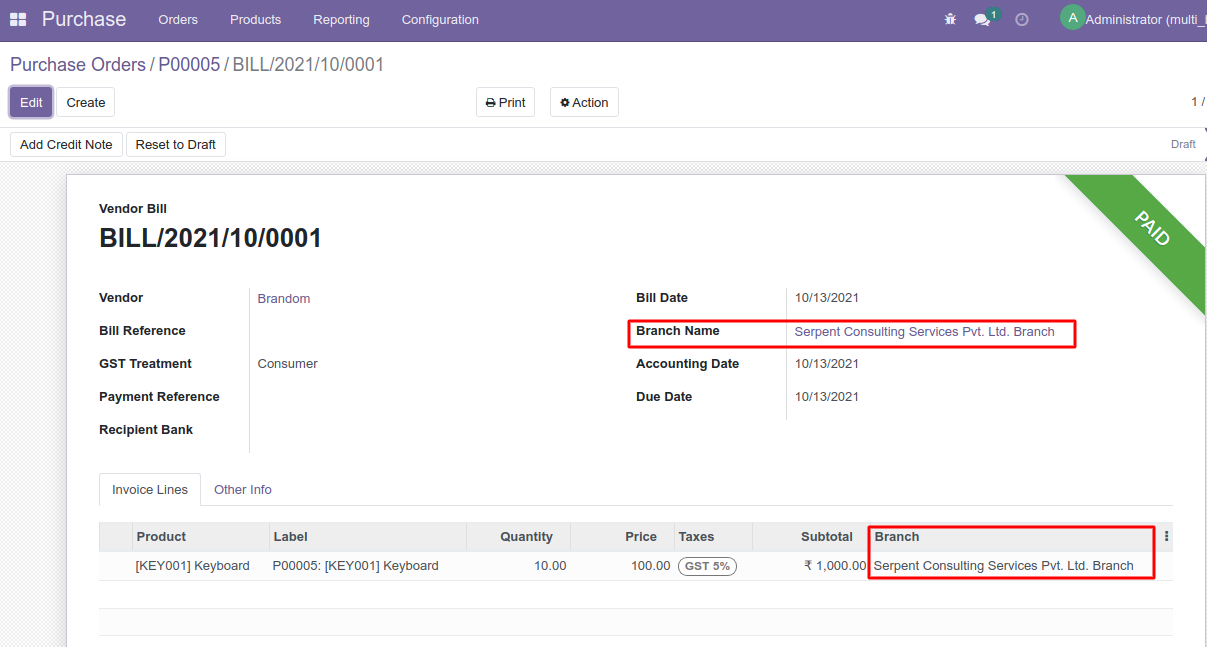 Purchase Orders Products Reporting Configuration 1 A Administrator (multi_
Purchase Orders / P00005 / BILL/2021/10/0001
Edit Create Print Action 1 /
Add Credit Note Reset to Draft Draft
PAID
Vendor Bill
BILL/2021/10/0001
Vendor Brandom Bill Date 10/13/2021
Bill Reference Branch Name Serpent Consulting Services Pvt. Ltd. Branch
GST Treatment Consumer Accounting Date 10/13/2021
Payment Reference Due Date 10/13/2021
Recipient Bank
Invoice Lines Other Info
Product Label Quantity Price Taxes Subtotal Branch
[KEY001] Keyboard P00005: [KEY001] Keyboard 10.00 100.00 GST 5% ₹ 1,000.00 Serpent Consulting Services Pvt. Ltd. Branch